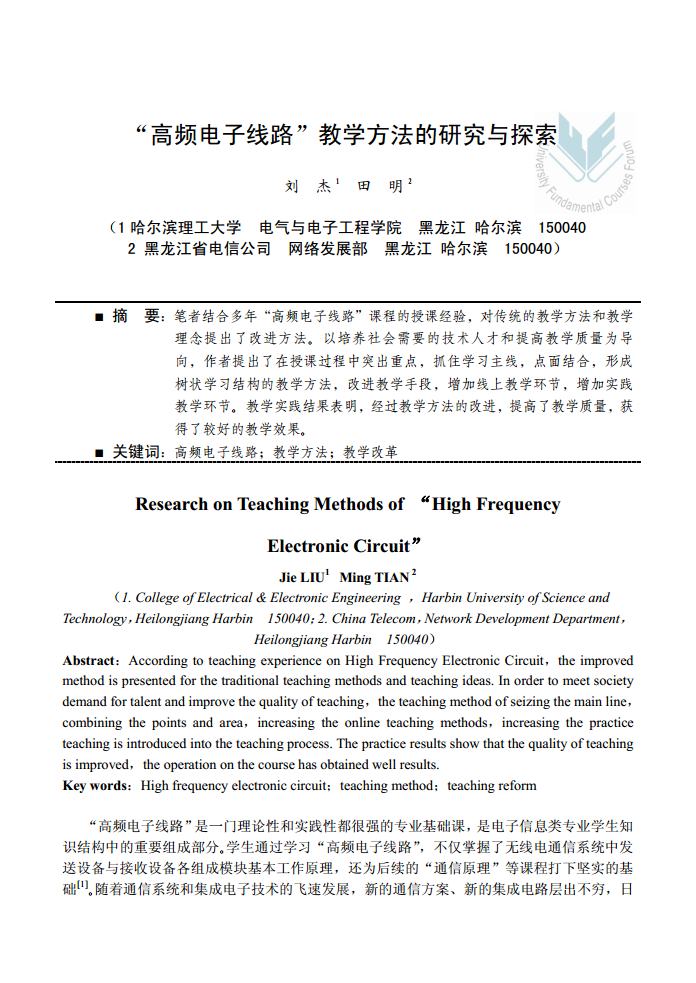 “高频电子线路”教学方法的研究与探索
University Fundamental Courses Forum
刘 杰1 田 明2
（1 哈尔滨理工大学 电气与电子工程学院 黑龙江 哈尔滨 150040
2 黑龙江省电信公司 网络发展部 黑龙江 哈尔滨 150040）
■ 摘 要：笔者结合多年“高频电子线路”课程的授课经验，对传统的教学方法和教学
理念提出了改进方法。以培养社会需要的技术人才和提高教学质量为导
向，作者提出了在授课过程中突出重点，抓住学习主线，点面结合，形成
树状学习结构的教学方法，改进教学手段，增加线上教学环节，增加实践
教学环节。教学实践结果表明，经过教学方法的改进，提高了教学质量，获
得了较好的教学效果。
■ 关键词：高频电子线路；教学方法；教学改革
Research on Teaching Methods of “High Frequency
Electronic Circuit”
Jie LIU1 Ming TIAN2
（1. College of Electrical & Electronic Engineering ，Harbin University of Science and
Technology，Heilongjiang Harbin 150040；2. China Telecom，Network Development Department，
Heilongjiang Harbin 150040）
Abstract：According to teaching experience on High Frequency Electronic Circuit，the improved
method is presented for the traditional teaching methods and teaching ideas. In order to meet society
demand for talent and improve the quality of teaching，the teaching method of seizing the main line，
combining the points and area，increasing the online teaching methods，increasing the practice
teaching is introduced into the teaching process. The practice results show that the quality of teaching
is improved，the operation on the course has obtained well results.
Key words：High frequency electronic circuit；teaching method；teaching reform
“高频电子线路”是一门理论性和实践性都很强的专业基础课，是电子信息类专业学生知
识结构中的重要组成部分。学生通过学习“高频电子线路”，不仅掌握了无线电通信系统中发
送设备与接收设备各组成模块基本工作原理，还为后续的“通信原理”等课程打下坚实的基
础[1]。随着通信系统和集成电子技术的飞速发展，新的通信方案、新的集成电路层出不穷，日